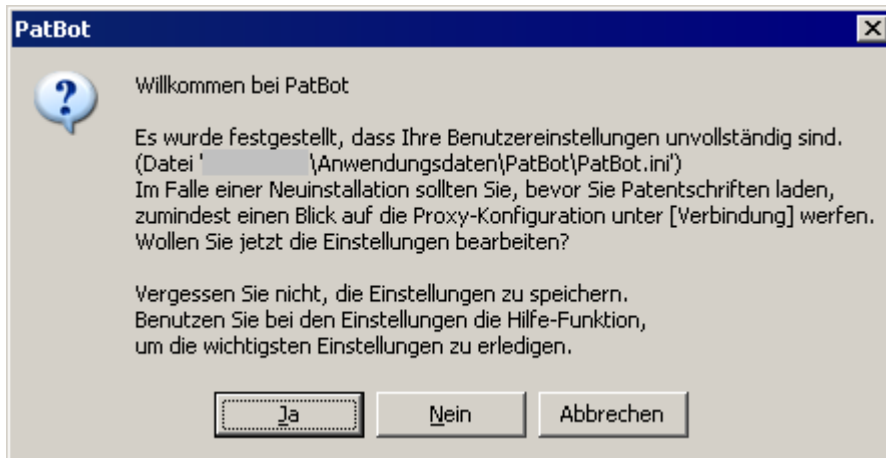 PatBot
Willkommen bei PatBot
Es wurde festgestellt, dass Ihre Benutzereinstellungen unvollständig sind.
(Datei '\Anwendungsdaten\PatBot\PatBot.ini')
Im Falle einer Neuinstallation sollten Sie, bevor Sie Patentschriften laden,
zumindest einen Blick auf die Proxy-Konfiguration unter [Verbindung] werfen.
Wollen Sie jetzt die Einstellungen bearbeiten?
Vergessen Sie nicht, die Einstellungen zu speichern.
Benutzen Sie bei den Einstellungen die Hilfe-Funktion,
um die wichtigsten Einstellungen zu erledigen.
Ja Nein Abbrechen